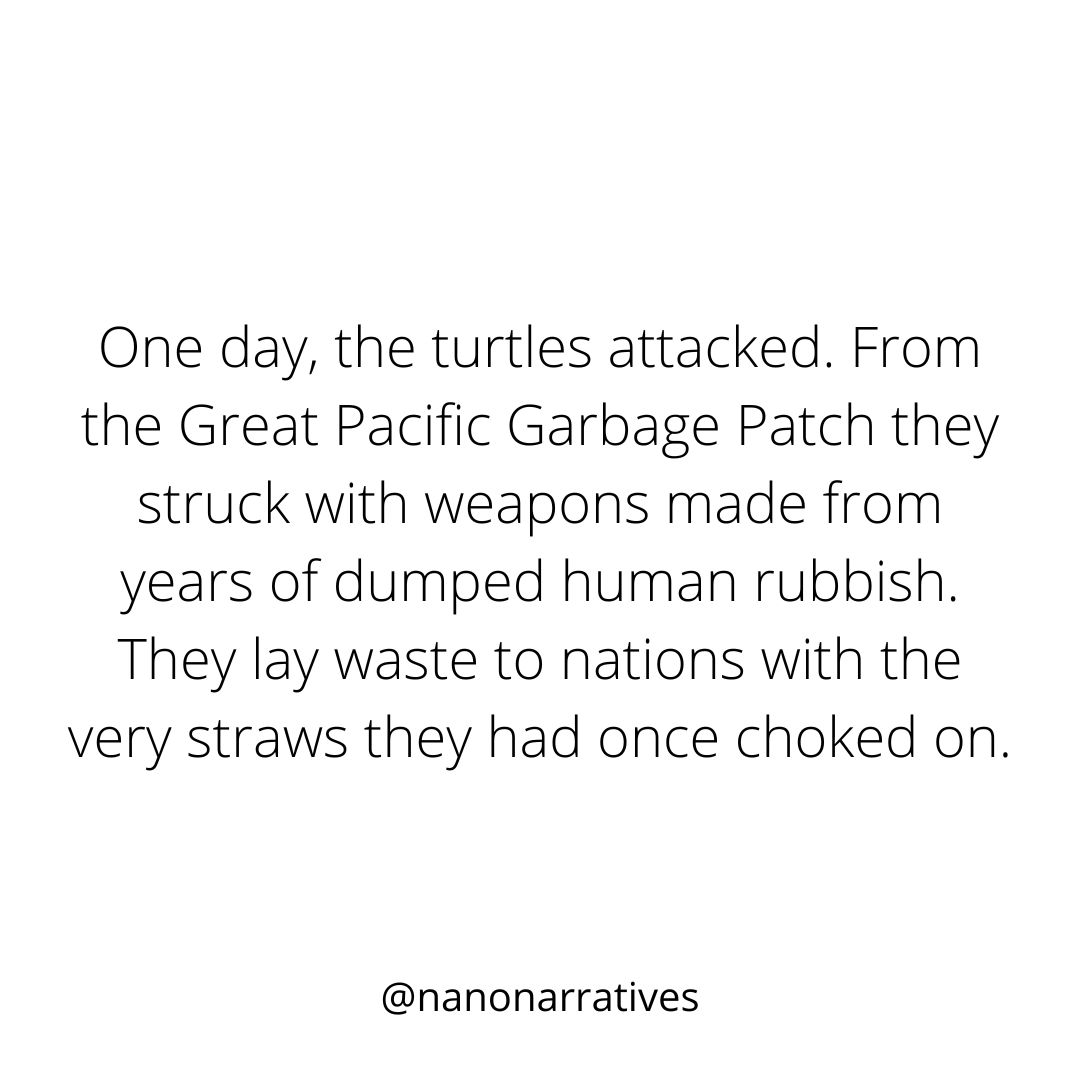 One day, the turtles attacked. From
the Great Pacific Garbage Patch they
struck with weapons made from
years of dumped human rubbish.
They lay waste to nations with the
very straws they had once choked on.
@nanonarratives